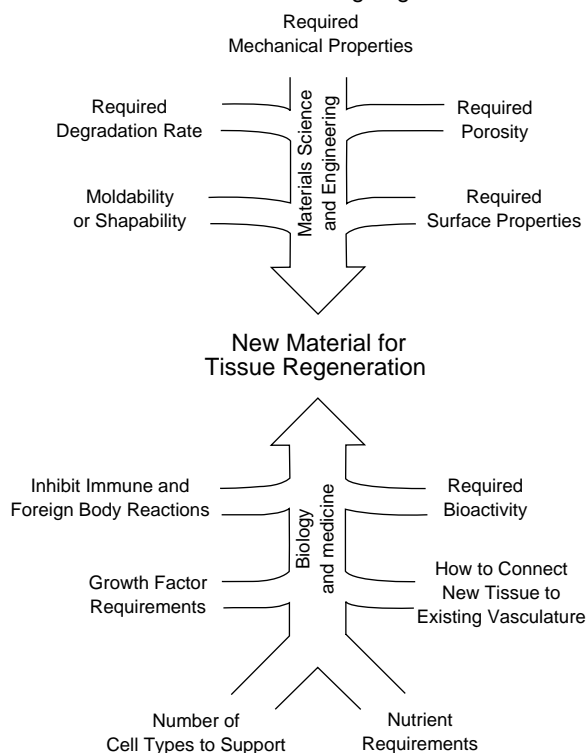 Required
Mechanical Properties
Required
Degradation Rate
Required
Porosity
Materials Science
and Engineering
Moldability
or Shapability
Required
Surface Properties
New Material for
Tissue Regeneration
Inhibit Immune and
Foreign Body Reactions
Required
Bioactivity
Biology
and medicine
Growth Factor
Requirements
How to Connect
New Tissue to
Existing Vasculature
Number of
Cell Types to Support
Nutrient
Requirements